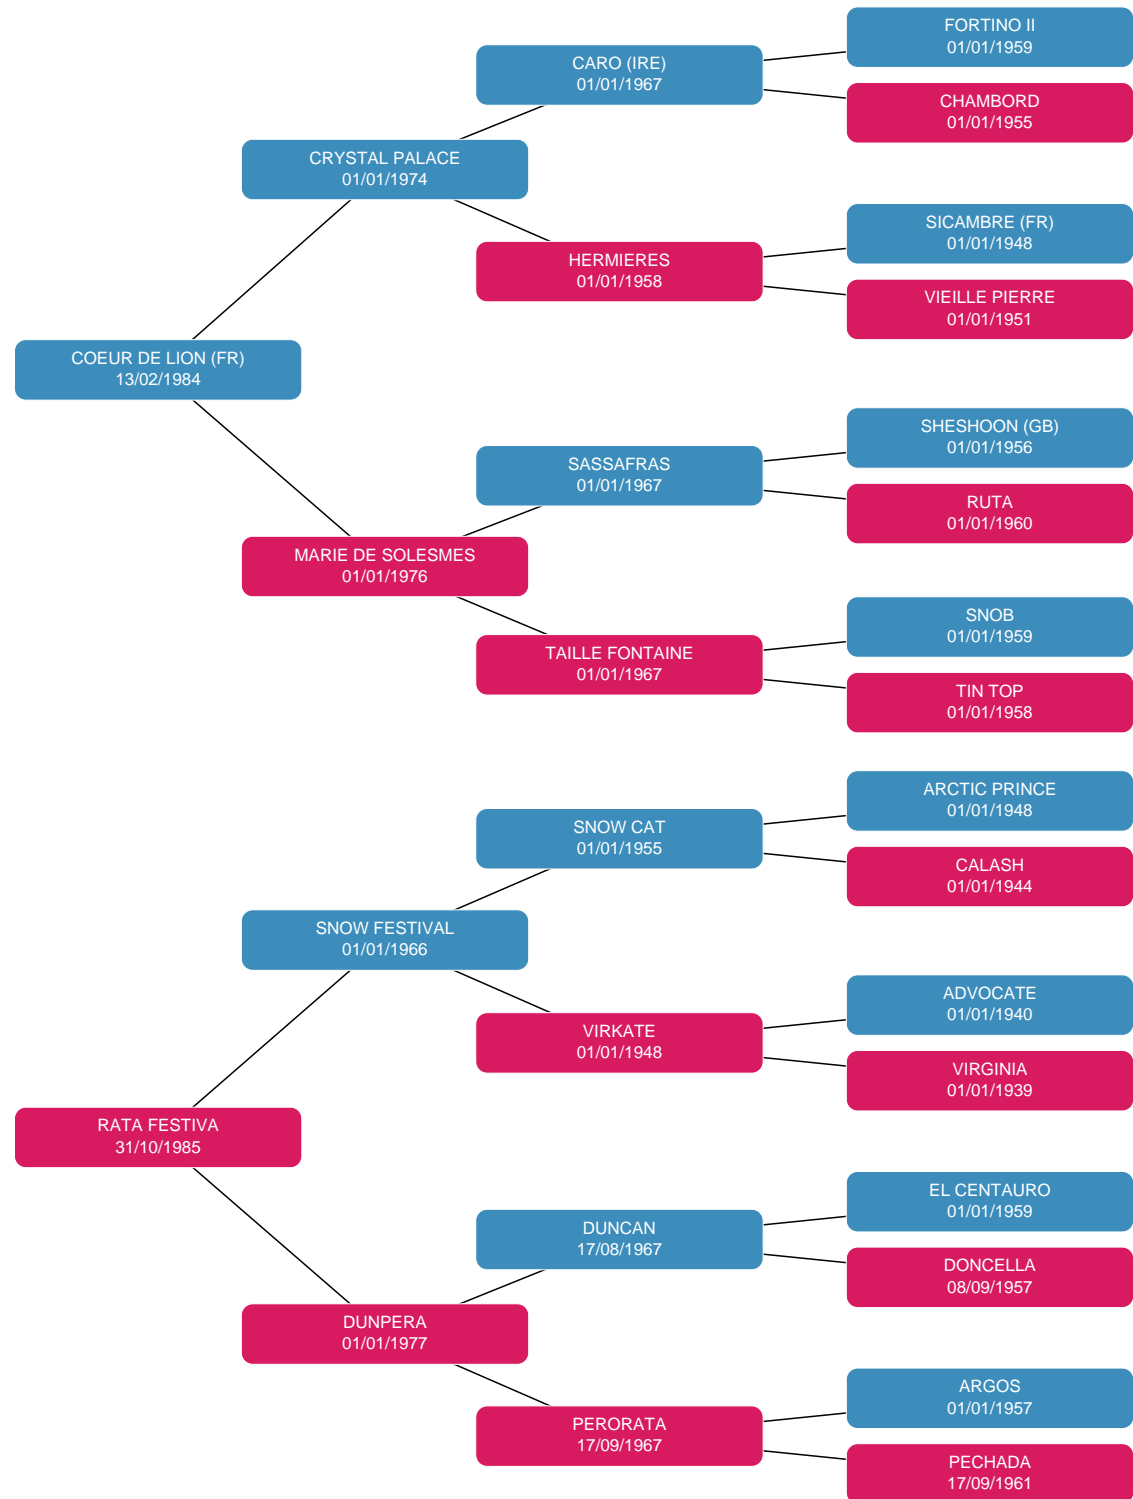 FORTINO II
01/01/1959
CARO (IRE)
01/01/1967
CHAMBORD
01/01/1955
CRYSTAL PALACE
01/01/1974
SICAMBRE (FR)
01/01/1948
HERMIERES
01/01/1958
VIEILLE PIERRE
01/01/1951
COEUR DE LION (FR)
13/02/1984
SHESHOON (GB)
01/01/1956
SASSAFRAS
01/01/1967
RUTA
01/01/1960
MARIE DE SOLESMES
01/01/1976
SNOB
01/01/1959
TAILLE FONTAINE
01/01/1967
TIN TOP
01/01/1958
ARCTIC PRINCE
01/01/1948
SNOW CAT
01/01/1955
CALASH
01/01/1944
SNOW FESTIVAL
01/01/1966
ADVOCATE
01/01/1940
VIRKATE
01/01/1948
VIRGINIA
01/01/1939
RATA FESTIVA
31/10/1985
EL CENTAURO
01/01/1959
DUNCAN
17/08/1967
DONCELLA
08/09/1957
DUNPERA
01/01/1977
ARGOS
01/01/1957
PERORATA
17/09/1967
PECHADA
17/09/1961